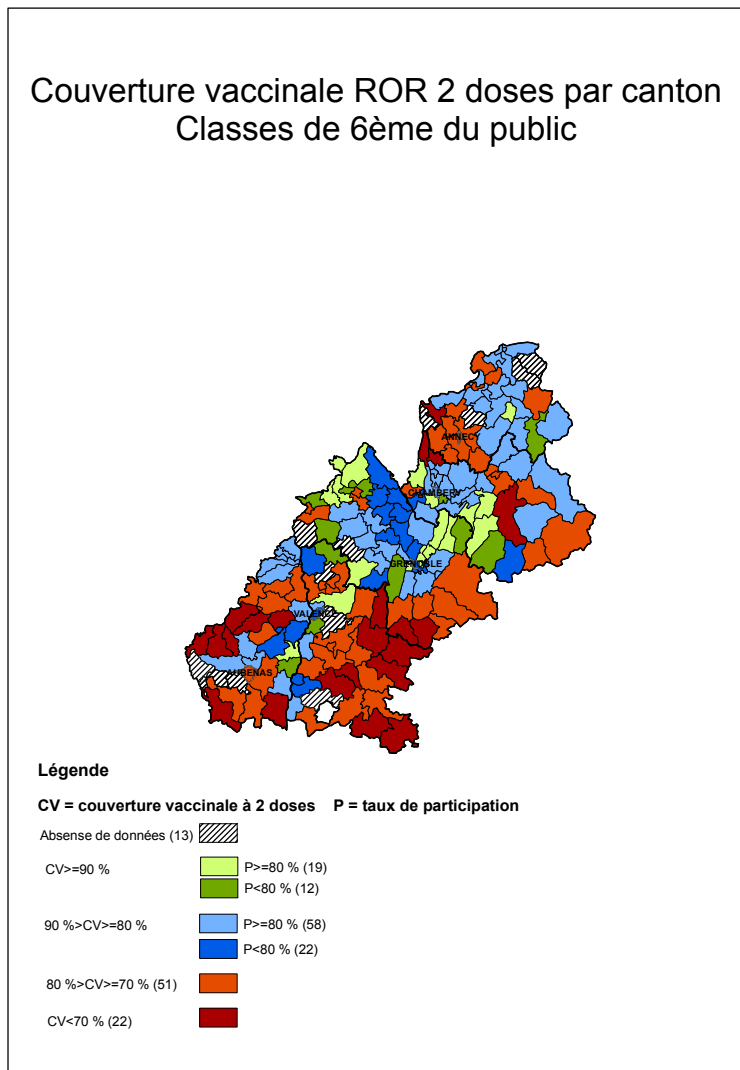 Couverture vaccinale ROR 2 doses par canton
Classes de 6ème du public
ANNECY
CHAMBERY
GRENOBLE
VALENCE
AUBENAS
Légende
CV = couverture vaccinale à 2 doses P = taux de participation
Absense de données (13)
CV>=90 % P>=80 % (19)
P<80 % (12)
90 %>CV>=80 % P>=80 % (58)
P<80 % (22)
80 %>CV>=70 % (51)
CV<70 % (22)